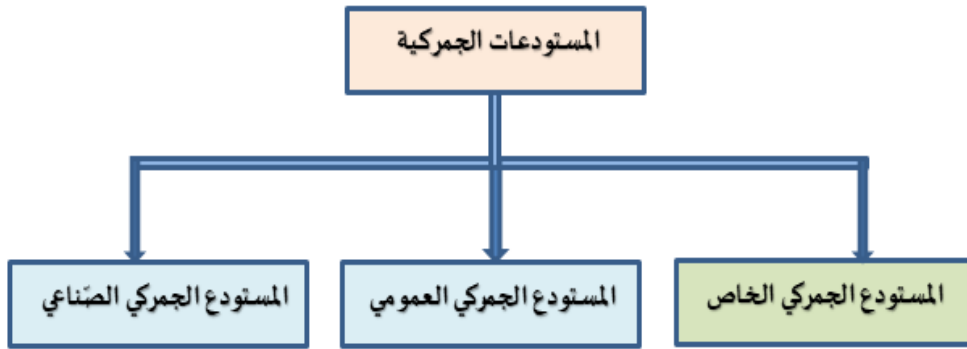 المستودعات الجمركية
المستودع الجمركي الخاص
المستودع الجمركي العمومي
المستودع الجمركي الصّناعي